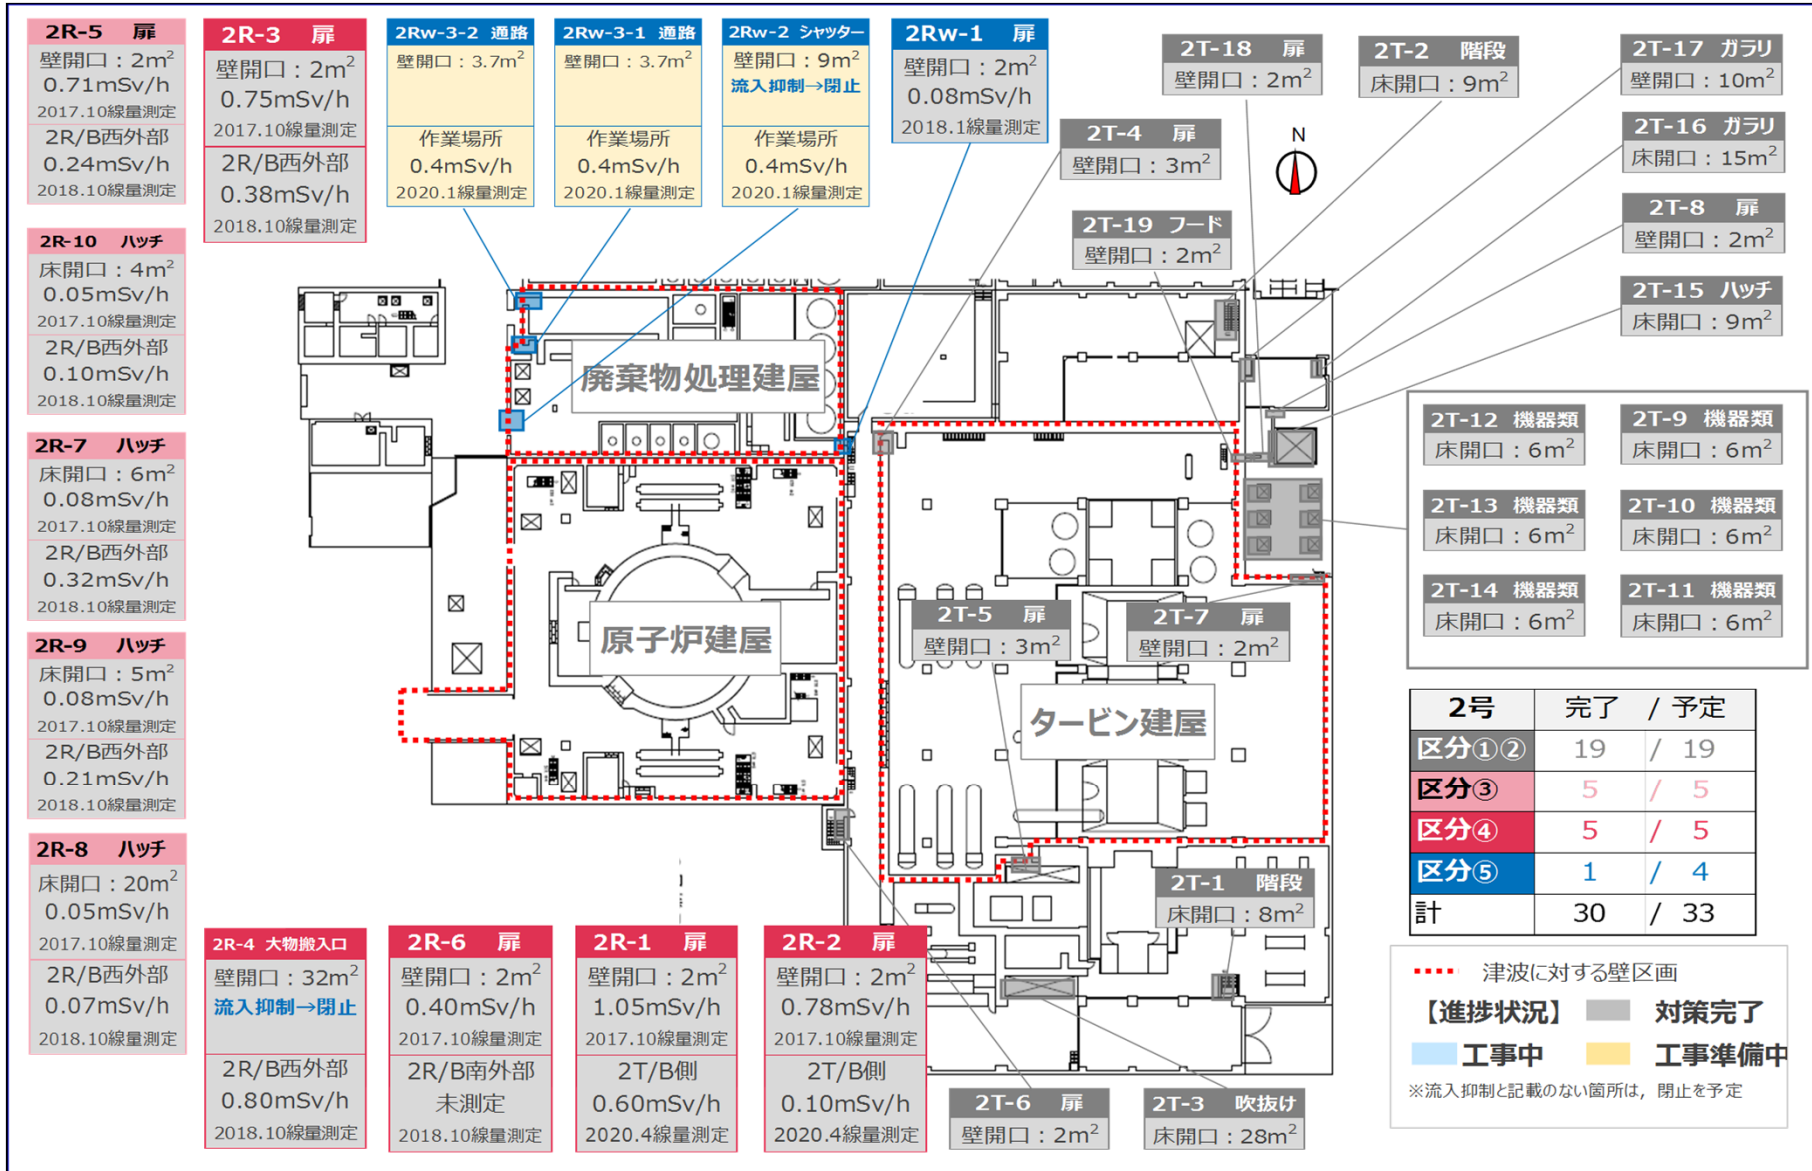 2R-5 扉
壁開口：2m²
0.71mSv/h
2017.10線量測定
2R/B西外部
0.24mSv/h
2018.10線量測定
2R-3 扉
壁開口：2m²
0.75mSv/h
2017.10線量測定
2R/B西外部
0.38mSv/h
2018.10線量測定
2Rw-3-2 通路
壁開口：3.7m²
作業場所
0.4mSv/h
2020.1線量測定
2Rw-3-1 通路
壁開口：3.7m²
作業場所
0.4mSv/h
2020.1線量測定
2Rw-2 シャッター
壁開口：9m²
流入抑制→閉止
作業場所
0.4mSv/h
2020.1線量測定
2Rw-1 扉
壁開口：2m²
0.08mSv/h
2018.1線量測定
2T-4 扉
壁開口：3m²
2T-18 扉
壁開口：2m²
2T-2 階段
床開口：9m²
2T-17 ガラリ
壁開口：10m²
2T-16 ガラリ
床開口：15m²
2T-8 扉
壁開口：2m²
2T-15 ハッチ
床開口：9m²
N
2T-19 フード
壁開口：2m²
2R-10 ハッチ
床開口：4m²
0.05mSv/h
2017.10線量測定
2R/B西外部
0.10mSv/h
2018.10線量測定
2R-7 ハッチ
床開口：6m²
0.08mSv/h
2017.10線量測定
2R/B西外部
0.32mSv/h
2018.10線量測定
2R-9 ハッチ
床開口：5m²
0.08mSv/h
2017.10線量測定
2R/B西外部
0.21mSv/h
2018.10線量測定
2R-8 ハッチ
床開口：20m²
0.05mSv/h
2017.10線量測定
2R/B西外部
0.07mSv/h
2018.10線量測定
廃棄物処理建屋
原子炉建屋
タービン建屋
2T-12 機器類
床開口：6m²
2T-9 機器類
床開口：6m²
2T-13 機器類
床開口：6m²
2T-10 機器類
床開口：6m²
2T-14 機器類
床開口：6m²
2T-11 機器類
床開口：6m²
2T-5 扉
壁開口：3m²
2T-7 扉
壁開口：2m²
2T-1 階段
床開口：8m²
2R-4 大物搬入口
壁開口：32m²
流入抑制→閉止
2R/B西外部
0.80mSv/h
2018.10線量測定
2R-6 扉
壁開口：2m²
0.40mSv/h
2017.10線量測定
2R/B南外部
未測定
2018.10線量測定
2R-1 扉
壁開口：2m²
1.05mSv/h
2017.10線量測定
2T/B側
0.60mSv/h
2020.4線量測定
2R-2 扉
壁開口：2m²
0.78mSv/h
2017.10線量測定
2T/B側
0.10mSv/h
2020.4線量測定
2T-6 扉
壁開口：2m²
2T-3 吹抜け
床開口：28m²
2号 完了 / 予定
区分①② 19 / 19
区分③ 5 / 5
区分④ 5 / 5
区分⑤ 1 / 4
計 30 / 33
津波に対する壁区画
【進捗状況】 対策完了
工事中 工事準備中
※流入抑制と記載のない箇所は，閉止を予定